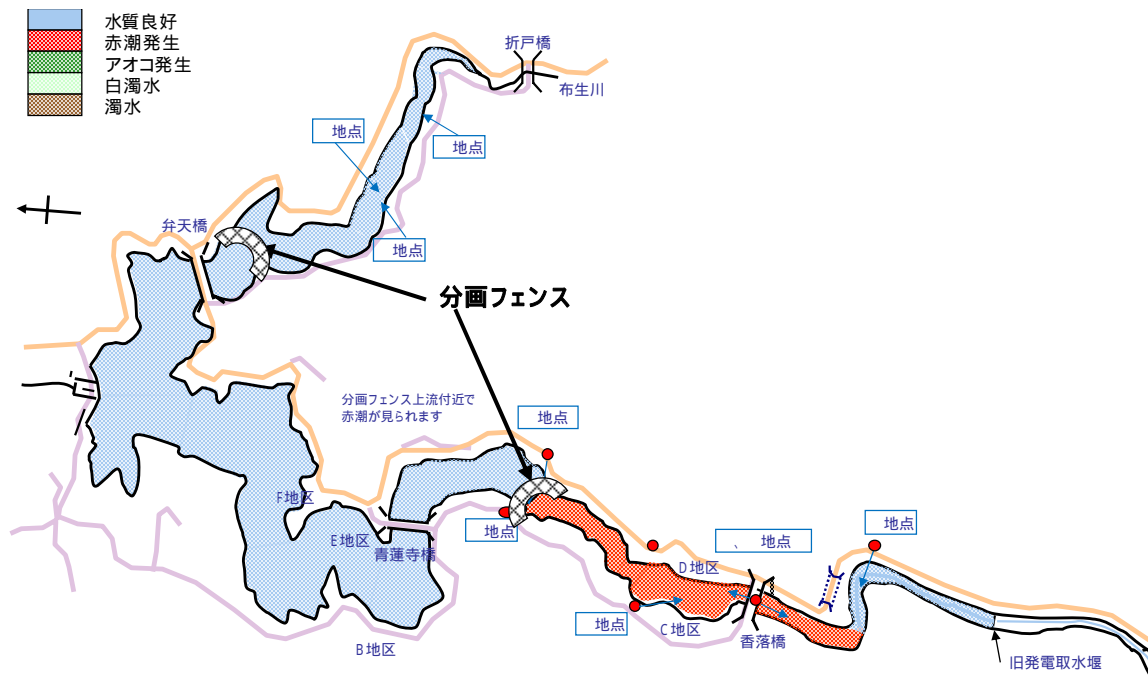 水質良好
赤潮発生
アオコ発生
白濁水
濁水
折戸橋
布生川
地点
地点
地点
弁天橋
分画フェンス
分画フェンス上流付近で
赤潮が見られます
地点
F地区
E地区
青蓮寺橋
地点
、 地点
地点
D地区
地点
C地区
香落橋
B地区
旧発電取水堰